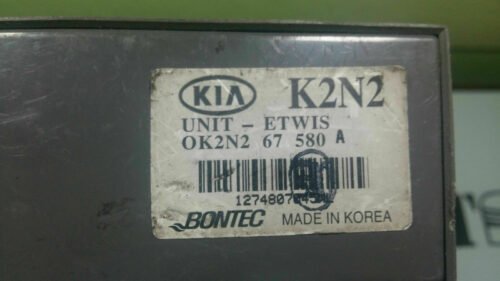 KIA K2N2
UNIT - ETWIS
OK2N2 67 580 A
BONTEC MADE IN KOREA